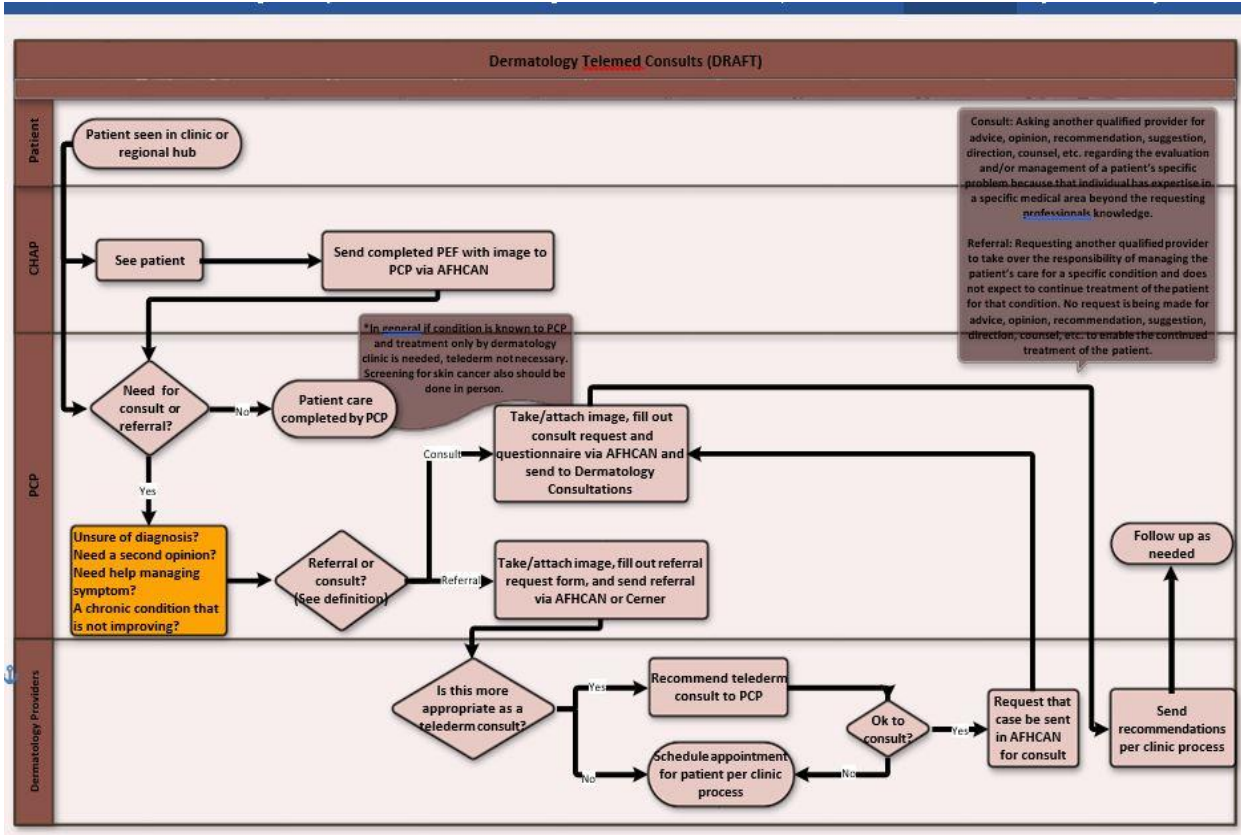 Dermatology Telemed Consults (DRAFT)
Patient
Patient seen in clinic or
regional hub
Consult: Asking another qualified provider for
advice, opinion, recommendation, suggestion,
direction, counsel, etc. regarding the evaluation
and/or management of a patient's specific
problem because that individual has expertise in
a specific medical area beyond the requesting
professionals knowledge.
Referral: Requesting another qualified provider
to take over the responsibility of managing the
patient's care for a specific condition and does
not expect to continue treatment of the patient
for that condition. No request is being made for
advice, opinion, recommendation, suggestion,
direction, counsel, etc. to enable the continued
treatment of the patient.
CHAP
See patient
Send completed PEF with image to
PCP via AFHCAN
PCP
*In general if condition is known to PCP
and treatment only by dermatology
clinic is needed, telederm not necessary.
Screening for skin cancer also should be
done in person.
Need for
consult or
referral?
No
Patient care
completed by PCP
Yes
Unsure of diagnosis?
Need a second opinion?
Need help managing
symptom?
A chronic condition that
is not improving?
Referral or
consult?
(See definition)
Consult
Take/attach image, fill out
consult request and
questionnaire via AFHCAN and
send to Dermatology
Consultations
Referral
Take/attach image, fill out referral
request form, and send referral
via AFHCAN or Cerner
Follow up as
needed
Dermatology Providers
Is this more
appropriate as a
telederm consult?
Yes
Recommend telederm
consult to PCP
No
Schedule appointment
for patient per clinic
process
Ok to
consult?
No
Yes
Request that
case be sent
in AFHCAN
for consult
Send
recommendations
per clinic process